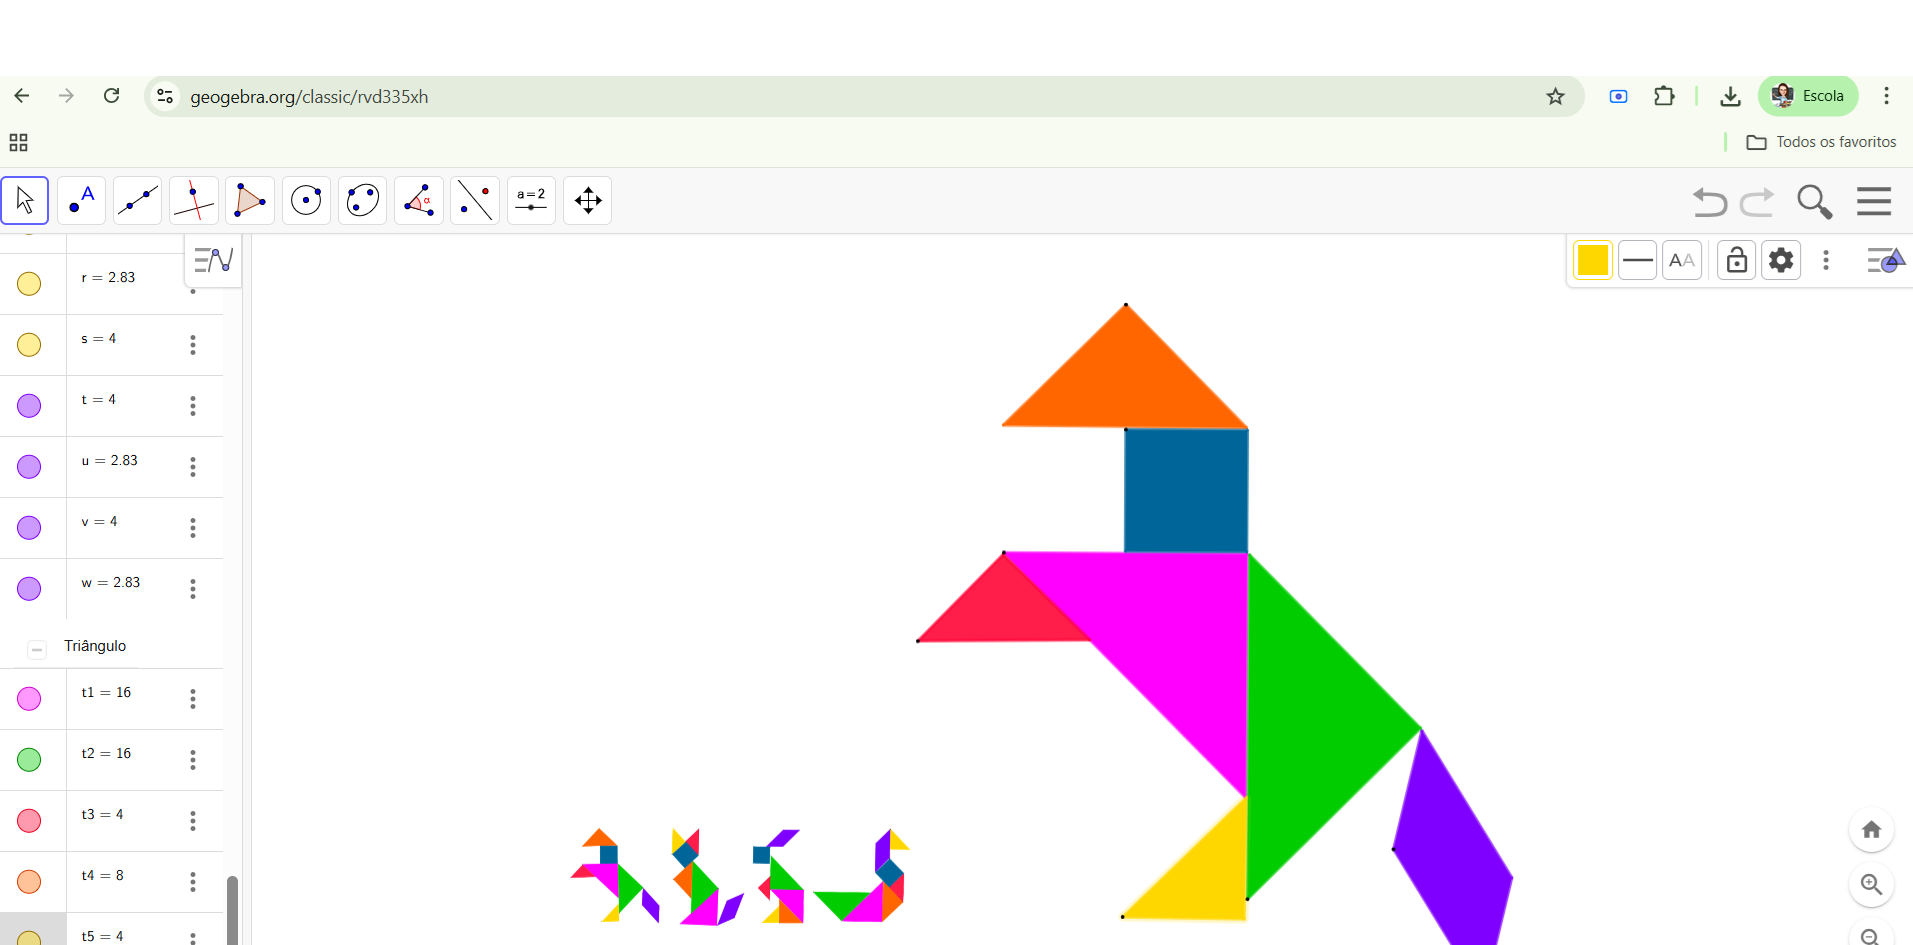 geogebra.org/classic/rvd335xh
Escola
Todos os favoritos
A
α
a=2
AA
r = 2.83
s = 4
t = 4
u = 2.83
v = 4
w = 2.83
Triângulo
t1 = 16
t2 = 16
t3 = 4
t4 = 8
t5 = 4